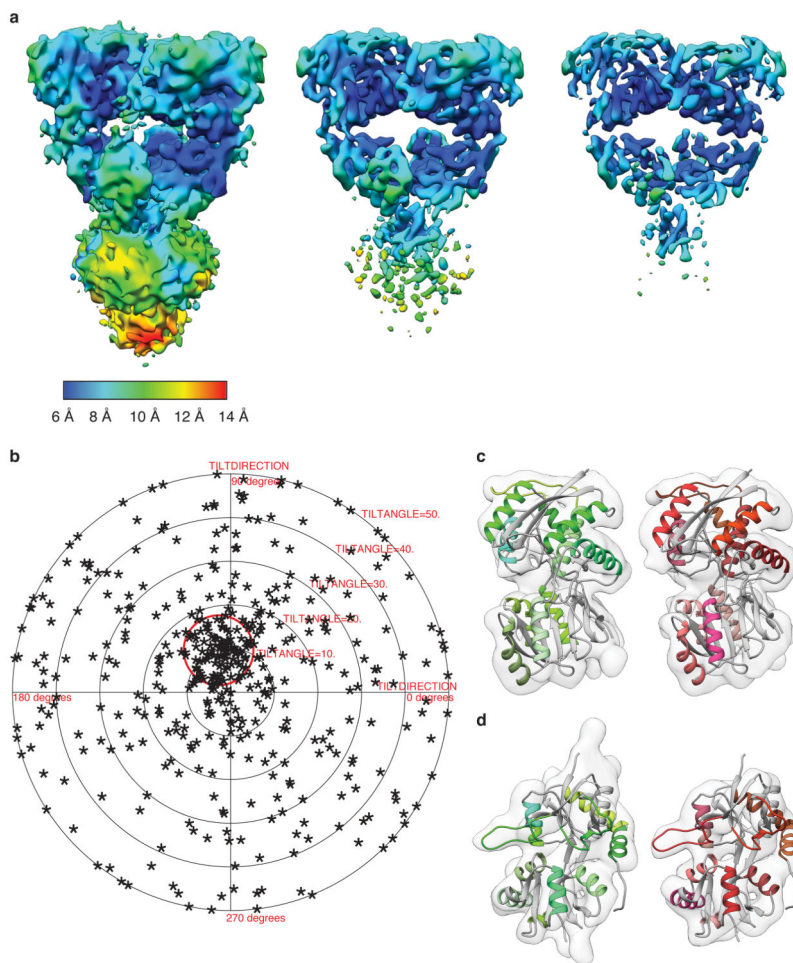 a
6 Å 8 Å 10 Å 12 Å 14 Å
b
TILTDIRECTION
90 degrees
TILTANGLE=50.
TILTANGLE=40.
TILTANGLE=30.
TILTANGLE=20.
TILTANGLE=10.
TILTDIRECTION
180 degrees
0 degrees
270 degrees
c
d